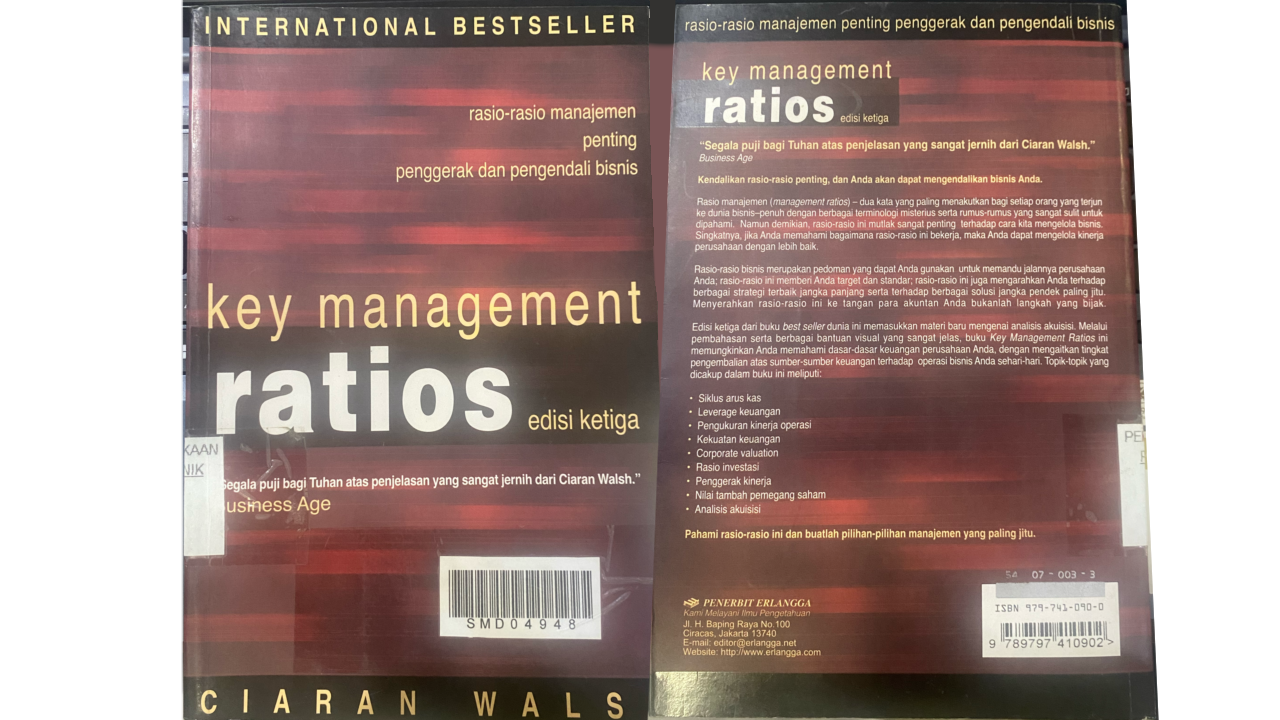 INTERNATIONAL BESTSELLER
rasio-rasio manajemen
penting
penggerak dan pengendali bisnis
key management
ratios edisi ketiga
KAAN
NIK
Segala puji bagi Tuhan atas penjelasan yang sangat jernih dari Ciaran Walsh.”
Business Age
SMD04948
CIARAN WALS
rasio-rasio manajemen penting penggerak dan pengendali bisnis
key management
ratios edisi ketiga
“Segala puji bagi Tuhan atas penjelasan yang sangat jernih dari Ciaran Walsh.”
Business Age
Kendalikan rasio-rasio penting, dan Anda akan dapat mengendalikan bisnis Anda.
Rasio manajemen (management ratios) – dua kata yang paling menakutkan bagi setiap orang yang terjun
ke dunia bisnis–penuh dengan berbagai terminologi misterius serta rumus-rumus yang sangat sulit untuk
dipahami. Namun demikian, rasio-rasio ini mutlak sangat penting terhadap cara kita mengelola bisnis.
Singkatnya, jika Anda memahami bagaimana rasio-rasio ini bekerja, maka Anda dapat mengelola kinerja
perusahaan dengan lebih baik.
Rasio-rasio bisnis merupakan pedoman yang dapat Anda gunakan untuk memandu jalannya perusahaan
Anda; rasio-rasio ini memberi Anda target dan standar; rasio-rasio ini juga mengarahkan Anda terhadap
berbagai strategi terbaik jangka panjang serta terhadap berbagai solusi jangka pendek paling jitu.
Menyerahkan rasio-rasio ini ke tangan para akuntan Anda bukanlah langkah yang bijak.
Edisi ketiga dari buku best seller dunia ini memasukkan materi baru mengenai analisis akuisisi. Melalui
pembahasan serta berbagai bantuan visual yang sangat jelas, buku Key Management Ratios ini
memungkinkan Anda memahami dasar-dasar keuangan perusahaan Anda, dengan mengaitkan tingkat
pengembalian atas sumber-sumber keuangan terhadap operasi bisnis Anda sehari-hari. Topik-topik yang
dicakup dalam buku ini meliputi:
• Siklus arus kas
• Leverage keuangan
• Pengukuran kinerja operasi
• Kekuatan keuangan
• Corporate valuation
• Rasio investasi
• Penggerak kinerja
• Nilai tambah pemegang saham
• Analisis akuisisi
Pahami rasio-rasio ini dan buatlah pilihan-pilihan manajemen yang paling jitu.
PENERBIT ERLANGGA
Kami Melayani Ilmu Pengetahuan
Jl. H. Baping Raya No.100
Ciracas, Jakarta 13740
E-mail: editor@erlangga.net
Website: http://www.erlangga.com
PE
54 07-003-3
ISBN 979-741-090-0
9 789797 410902 >